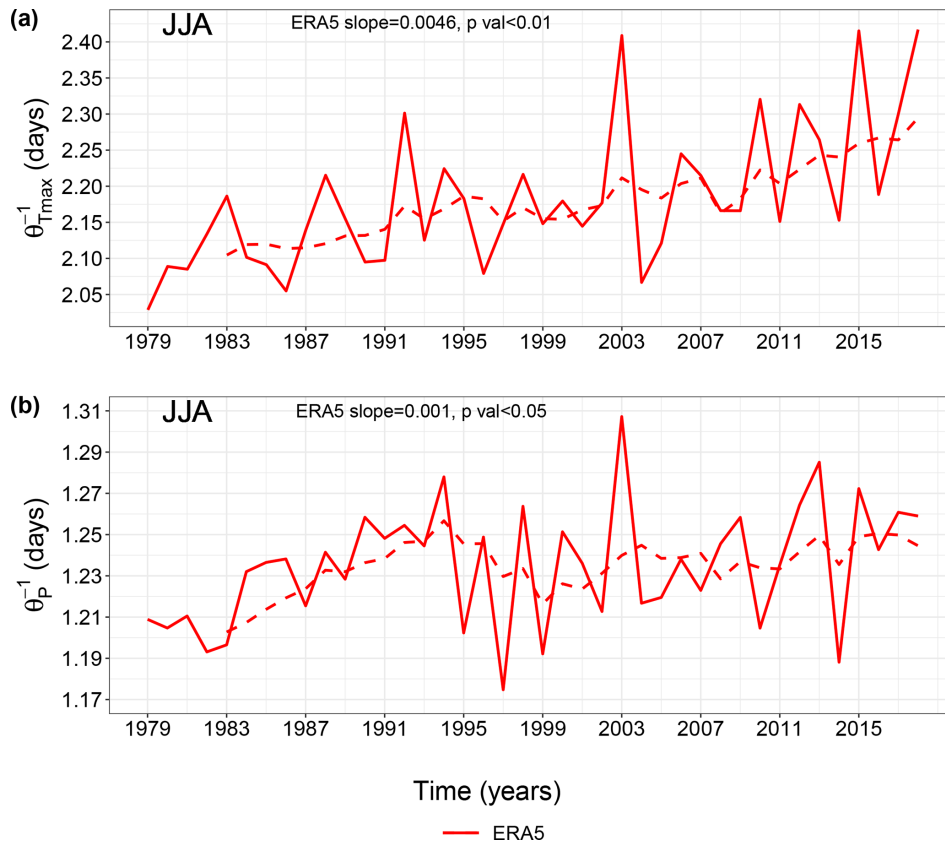 (a)
JJA
ERA5 slope=0.0046, p val<0.01
θ⁻¹Tmax (days)
2.40
2.35
2.30
2.25
2.20
2.15
2.10
2.05
1979 1983 1987 1991 1995 1999 2003 2007 2011 2015
(b)
JJA
ERA5 slope=0.001, p val<0.05
θ⁻¹P (days)
1.31
1.29
1.27
1.25
1.23
1.21
1.19
1.17
1979 1983 1987 1991 1995 1999 2003 2007 2011 2015
Time (years)
ERA5